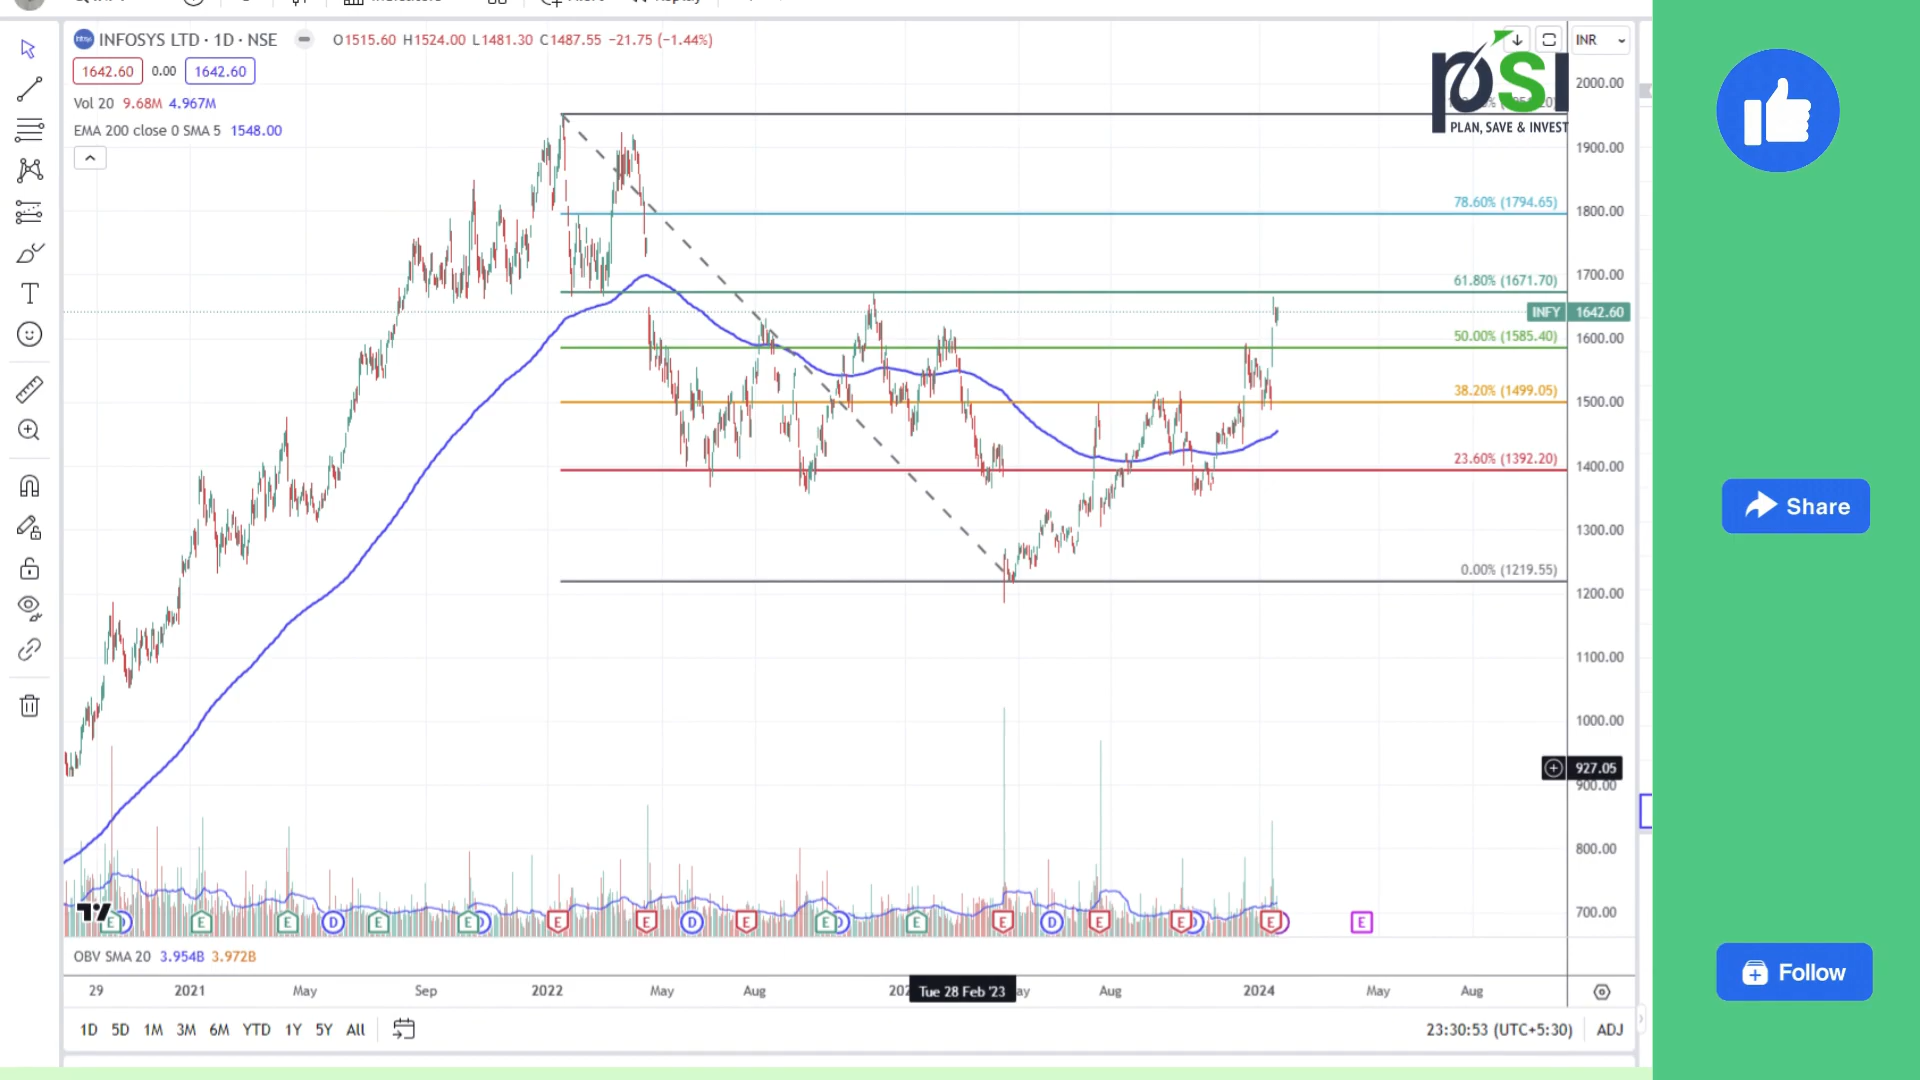 INFOSYS LTD · 1D · NSE
O1515.60 H1524.00 L1481.30 C1487.55 −21.75 (−1.44%)
INR
1642.60 0.00 1642.60
Vol 20 9.68M 4.967M
EMA 200 close 0 SMA 5 1548.00
PSI
PLAN, SAVE & INVEST
2000.00
1900.00
78.60% (1794.65)
1800.00
61.80% (1671.70)
1700.00
INFY 1642.60
50.00% (1585.40)
1600.00
38.20% (1499.05)
1500.00
23.60% (1392.20)
1400.00
Share
1300.00
0.00% (1219.55)
1200.00
1100.00
1000.00
927.05
900.00
800.00
700.00
E D E E D E E D E E D E E D E E D E E D E D E
OBV SMA 20 3.954B 3.972B
Follow
29 2021 May Sep 2022 May Aug 202 Tue 28 Feb '23 ay Aug 2024 May Aug
1D 5D 1M 3M 6M YTD 1Y 5Y All
23:30:53 (UTC+5:30) ADJ